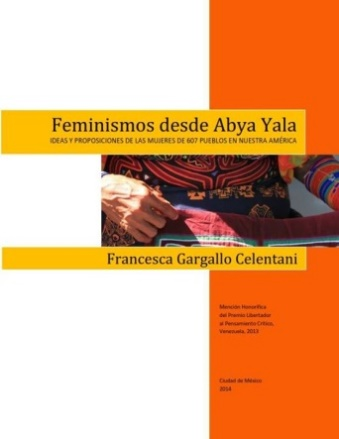 Feminismos desde Abya Yala
IDEAS Y PROPOSICIONES DE LAS MUJERES DE 607 PUEBLOS EN NUESTRA AMÉRICA
Francesca Gargallo Celentani
Mención Honorífica
del Premio Libertador
al Pensamiento Crítico,
Venezuela, 2013
Ciudad de México
2014